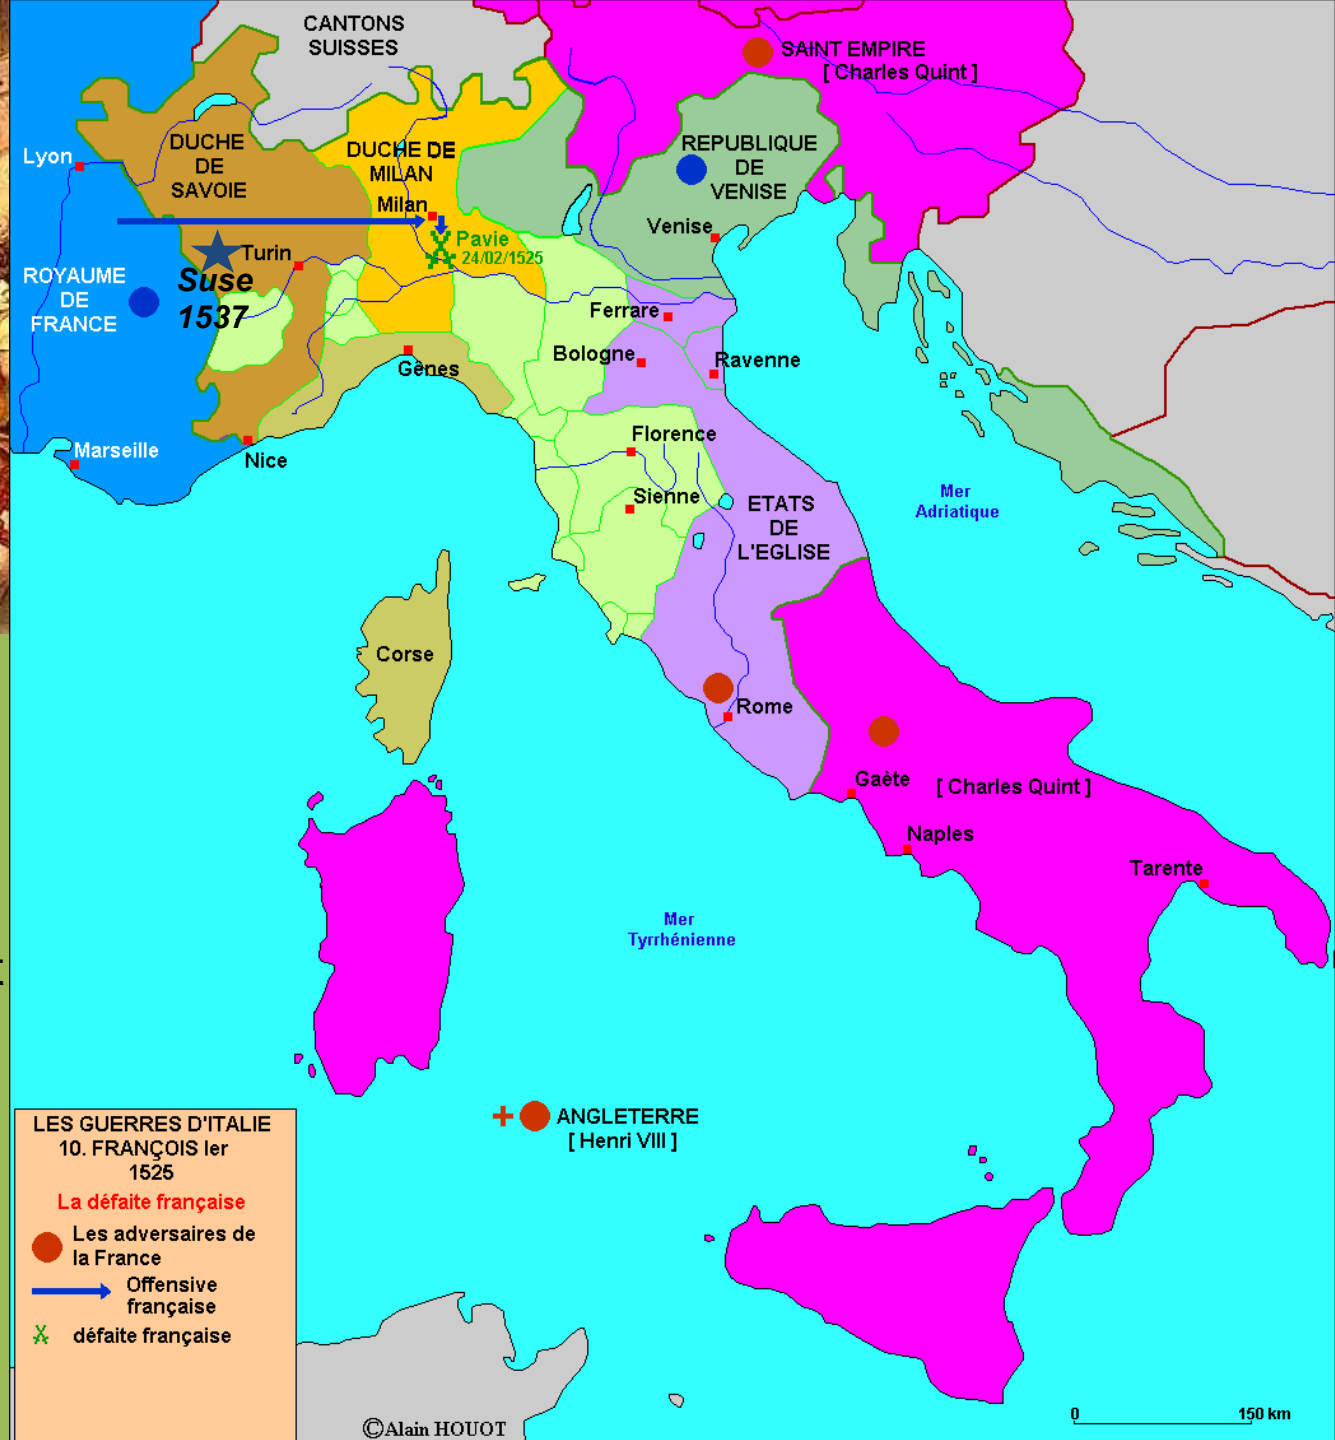 CANTONS
SUISSES
SAINT EMPIRE
[ Charles Quint ]
Lyon
DUCHE
DE
SAVOIE
DUCHE DE
MILAN
Milan
REPUBLIQUE
DE
VENISE
Venise
Pavie
24/02/1525
Turin
Suse
1537
ROYAUME
DE
FRANCE
Ferrare
Bologne
Ravenne
Gênes
Marseille
Nice
Florence
Sienne
Mer
Adriatique
ETATS
DE
L'EGLISE
Corse
Rome
Gaète
[ Charles Quint ]
Naples
Tarente
Mer
Tyrrhénienne
+ ANGLETERRE
[ Henri VIII ]
LES GUERRES D'ITALIE
10. FRANÇOIS Ier
1525
La défaite française
Les adversaires de
la France
Offensive
française
défaite française
©Alain HOUOT
0 150 km